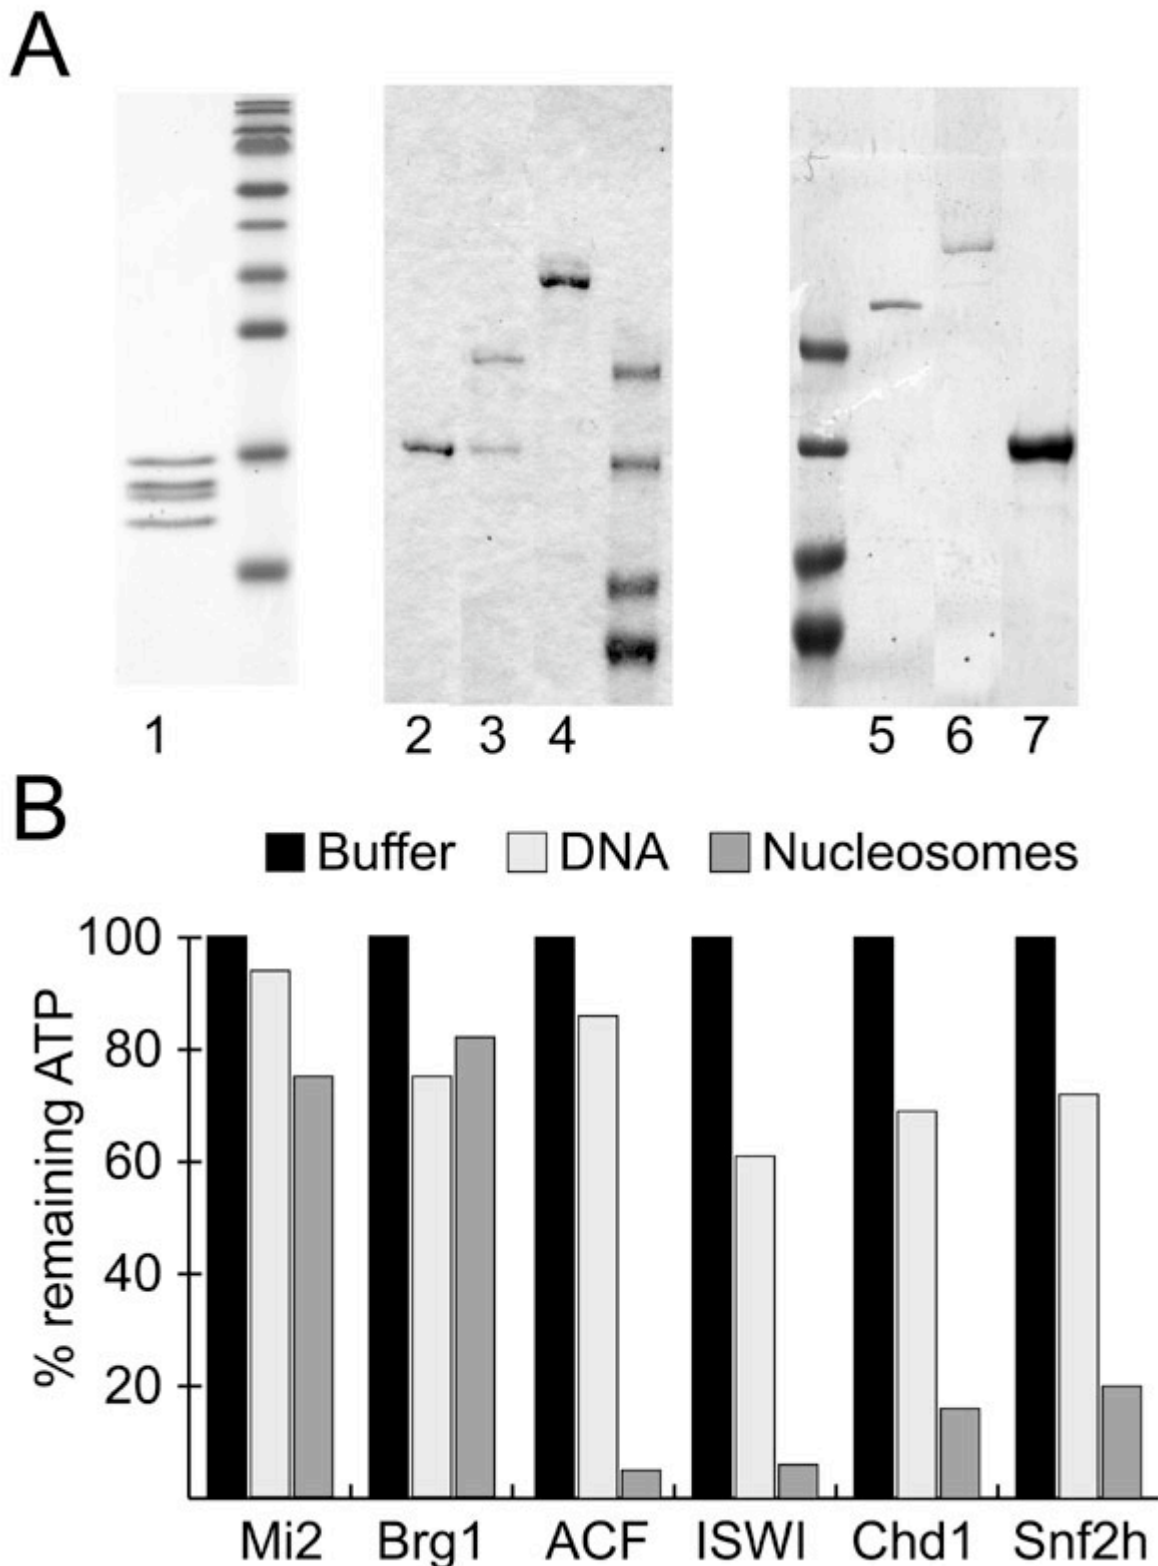 A
1 2 3 4 5 6 7
B
Buffer DNA Nucleosomes
% remaining ATP
100
80
60
40
20
Mi2 Brg1 ACF ISWI Chd1 Snf2h